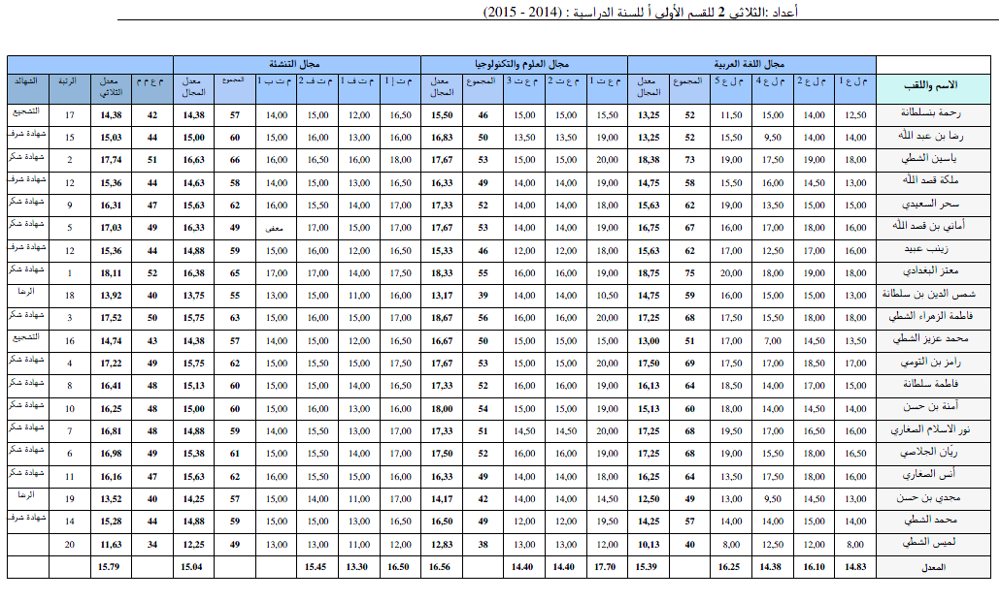 أعداد :الثلاثي 2 للقسم الأولى أ للسنة الدراسية : (2014 - 2015)
مجال اللغة العربية مجال العلوم والتكنولوجيا مجال التنشئة
الاسم واللقب م ل ع 1 م ل ع 2 م ل ع 4 م ل ع 5 المجموع معدل المجال م ع ت 1 م ع ت 2 م ع ت 3 المجموع معدل المجال م ت إ 1 م ت ف 1 م ت ف 2 م ت ب 1 المجموع معدل المجال م ع م م معدل الثلاثي الرتبة الشهائد
رحمة بنسلطانة 12,50 14,00 15,00 11,50 52 13,25 15,50 15,00 15,00 46 15,50 16,50 12,00 15,00 14,00 57 14,38 42 14,38 17 التشجيع
رضا بن عبد الله 14,00 14,00 9,50 15,50 52 13,25 19,00 13,50 13,50 50 16,83 16,00 13,00 16,00 15,00 60 15,00 44 15,03 15 شهادة شرف
ياسين الشطي 18,00 19,00 17,50 19,00 73 18,38 20,00 15,00 15,00 53 17,67 18,00 16,00 16,50 16,00 66 16,63 51 17,74 2 شهادة شكر
ملكة قصد الله 13,00 14,50 16,00 15,50 58 14,75 19,00 14,00 14,00 49 16,33 16,50 13,00 15,00 14,00 58 14,63 44 15,36 12 شهادة شرف
سحر السعيدي 15,00 15,00 13,50 19,00 62 15,63 18,00 14,00 14,00 52 17,33 17,00 14,00 15,50 16,00 62 15,63 47 16,31 9 شهادة شكر
أماني بن قصد الله 16,00 18,00 17,00 16,00 67 16,75 19,00 14,00 14,00 53 17,67 17,00 15,00 17,00 معفى 49 16,33 49 17,03 5 شهادة شكر
زينب عبيد 16,00 17,00 12,50 17,00 62 15,63 18,00 12,00 12,00 46 15,33 16,50 12,00 16,00 15,00 59 14,88 44 15,36 12 شهادة شرف
معتز البغدادي 18,00 19,00 18,00 20,00 75 18,75 19,00 16,00 16,00 55 18,33 17,50 14,00 17,00 17,00 65 16,38 52 18,11 1 شهادة شكر
شمس الدين بن سلطانة 13,00 15,00 15,00 16,00 59 14,75 10,50 14,00 14,00 39 13,17 16,00 11,00 15,00 13,00 55 13,75 40 13,92 18 الرضا
فاطمة الزهراء الشطي 18,00 18,00 15,50 17,50 68 17,25 20,00 16,00 16,00 56 18,67 17,00 15,00 16,00 15,00 63 15,75 50 17,52 3 شهادة شكر
محمد عزيز الشطي 13,50 14,50 7,00 17,00 51 13,00 15,00 15,00 15,00 50 16,67 16,50 12,00 15,00 14,00 57 14,38 43 14,74 16 التشجيع
رامز بن التومي 17,00 18,50 17,00 17,50 69 17,50 20,00 15,00 15,00 53 17,67 17,50 15,00 15,50 15,00 62 15,75 49 17,22 4 شهادة شكر
فاطمة سلطانة 15,00 17,00 14,00 18,50 64 16,13 19,00 16,00 16,00 52 17,33 16,50 14,00 15,00 15,00 60 15,13 48 16,41 8 شهادة شكر
آمنة بن حسن 14,00 14,50 14,00 18,00 60 15,13 19,00 15,00 15,00 54 18,00 16,00 13,00 16,00 15,00 60 15,00 48 16,25 10 شهادة شكر
نور الاسلام الصغاري 16,00 16,50 17,00 19,50 68 17,25 20,00 14,50 14,50 51 17,33 17,00 13,00 15,50 14,00 59 14,88 48 16,81 7 شهادة شكر
ريّان الجلاصي 16,50 18,00 15,50 19,00 68 17,25 19,00 16,00 16,00 52 17,50 17,00 14,00 15,50 15,00 61 15,38 49 16,98 6 شهادة شكر
أنس الصغاري 16,00 18,00 17,50 13,50 64 16,25 18,00 14,00 14,00 49 16,33 16,00 15,00 15,50 16,00 62 15,63 47 16,16 11 شهادة شكر
مجدي بن حسن 13,00 14,50 9,50 13,00 49 12,50 14,50 14,00 14,00 42 14,17 17,00 11,00 14,00 15,00 57 14,25 40 13,52 19 الرضا
محمد الشطي 14,00 15,00 14,00 14,00 57 14,25 19,50 12,00 12,00 49 16,50 16,50 13,00 15,00 15,00 59 14,88 44 15,28 14 شهادة شرف
لميس الشطي 8,00 12,00 12,50 8,00 40 10,13 12,00 13,00 13,00 38 12,83 12,00 11,00 13,00 13,00 49 12,25 34 11,63 20
المعدل 14.83 16.10 14.38 16.25 15.39 17.70 14.40 14.40 16.56 16.50 13.30 15.45 15.04 15.79